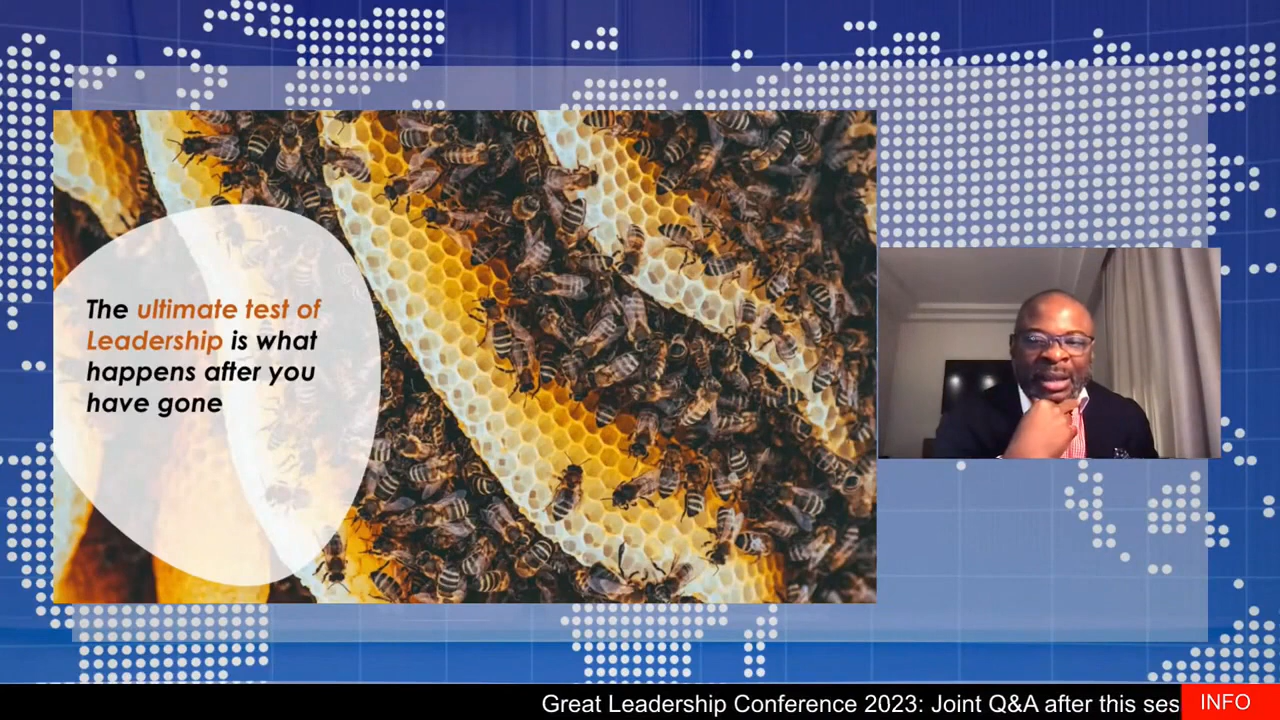 The ultimate test of
Leadership is what
happens after you
have gone
Great Leadership Conference 2023: Joint Q&A after this ses
INFO